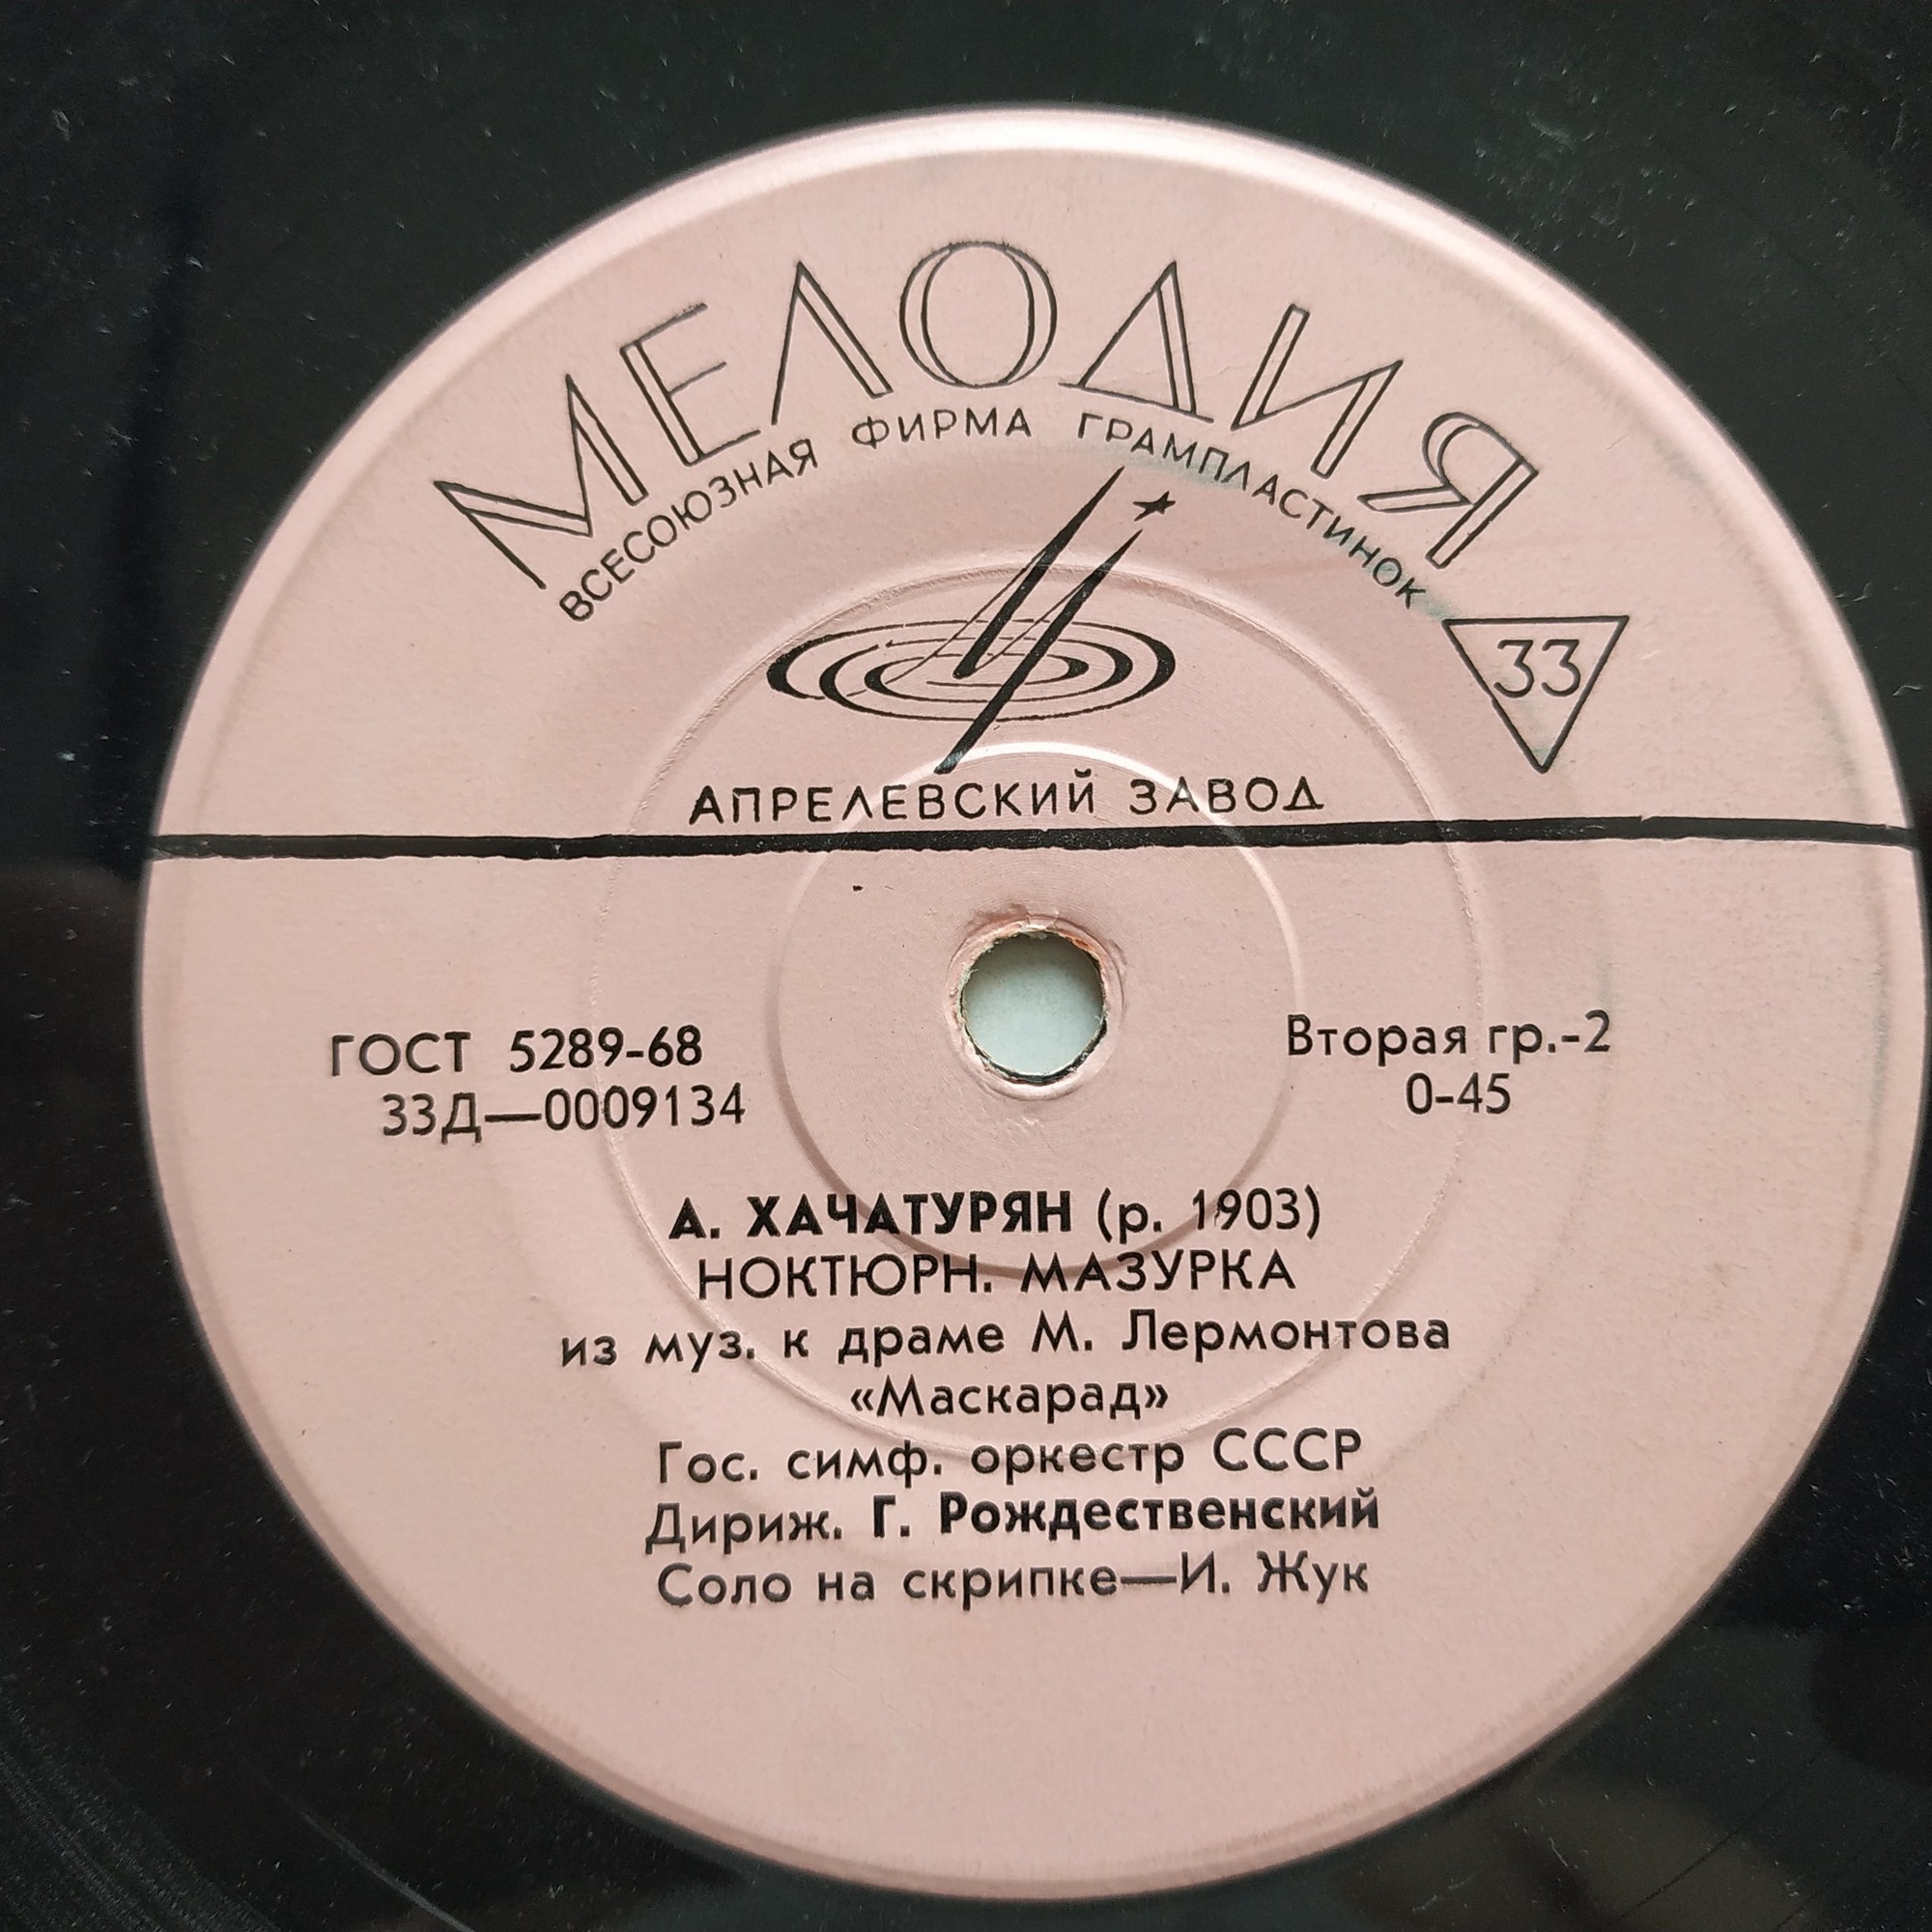 МЕЛОДИЯ
ВСЕСОЮЗНАЯ ФИРМА ГРАМПЛАСТИНОК
33
АПРЕЛЕВСКИЙ ЗАВОД
ГОСТ 5289-68
33Д—0009134
Вторая гр.-2
0-45
А. ХАЧАТУРЯН (р. 1903)
НОКТЮРН. МАЗУРКА
из муз. к драме М. Лермонтова
«Маскарад»
Гос. симф. оркестр СССР
Дириж. Г. Рождественский
Соло на скрипке—И. Жук